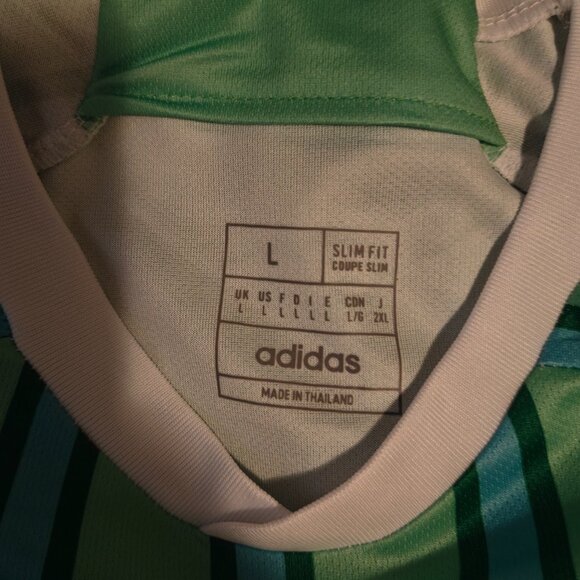 L
SLIM FIT
COUPE SLIM
UK US F D I E CDN J
L L L L L L L/G 2XL
adidas
MADE IN THAILAND